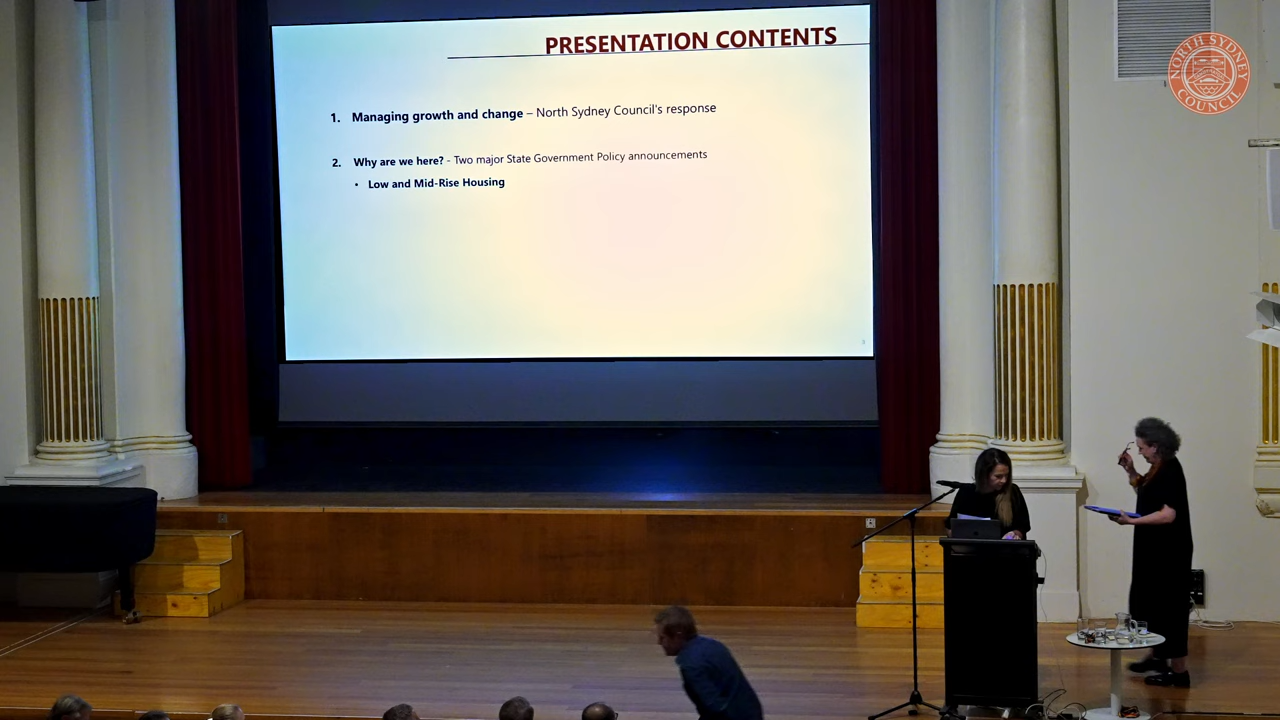 PRESENTATION CONTENTS
1. Managing growth and change – North Sydney Council's response
2. Why are we here? - Two major State Government Policy announcements
• Low and Mid-Rise Housing
3
NORTH SYDNEY
COUNCIL